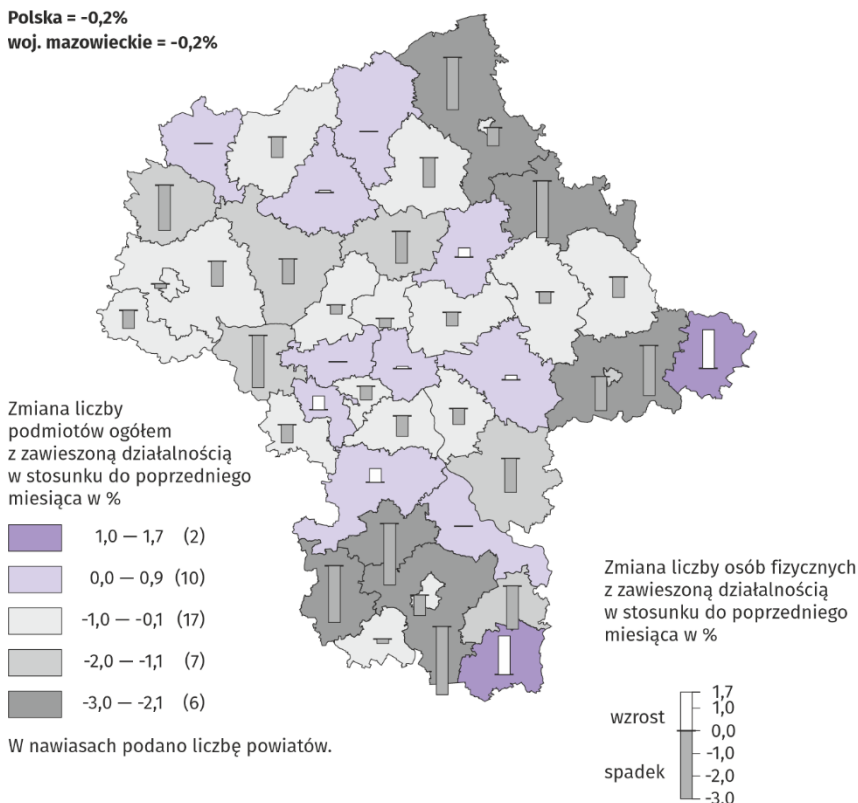 Polska = -0,2%
woj. mazowieckie = -0,2%
Zmiana liczby
podmiotów ogółem
z zawieszoną działalnością
w stosunku do poprzedniego
miesiąca w %
1,0 — 1,7 (2)
0,0 — 0,9 (10)
-1,0 — -0,1 (17)
-2,0 — -1,1 (7)
-3,0 — -2,1 (6)
W nawiasach podano liczbę powiatów.
Zmiana liczby osób fizycznych
z zawieszoną działalnością
w stosunku do poprzedniego
miesiąca w %
wzrost
spadek
1,7
1,0
0,0
-1,0
-2,0
-3,0